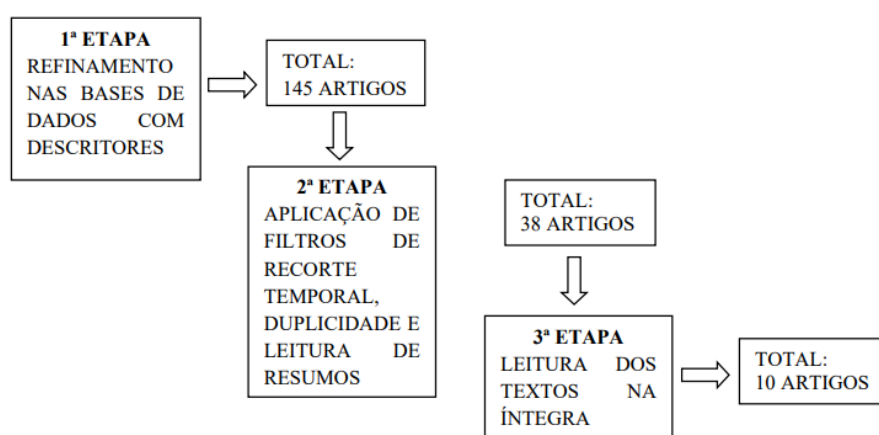 1ª ETAPA
REFINAMENTO
NAS BASES DE
DADOS COM
DESCRITORES
TOTAL:
145 ARTIGOS
2ª ETAPA
APLICAÇÃO DE
FILTROS DE
RECORTE
TEMPORAL,
DUPLICIDADE E
LEITURA DE
RESUMOS
TOTAL:
38 ARTIGOS
3ª ETAPA
LEITURA DOS
TEXTOS NA
ÍNTEGRA
TOTAL:
10 ARTIGOS